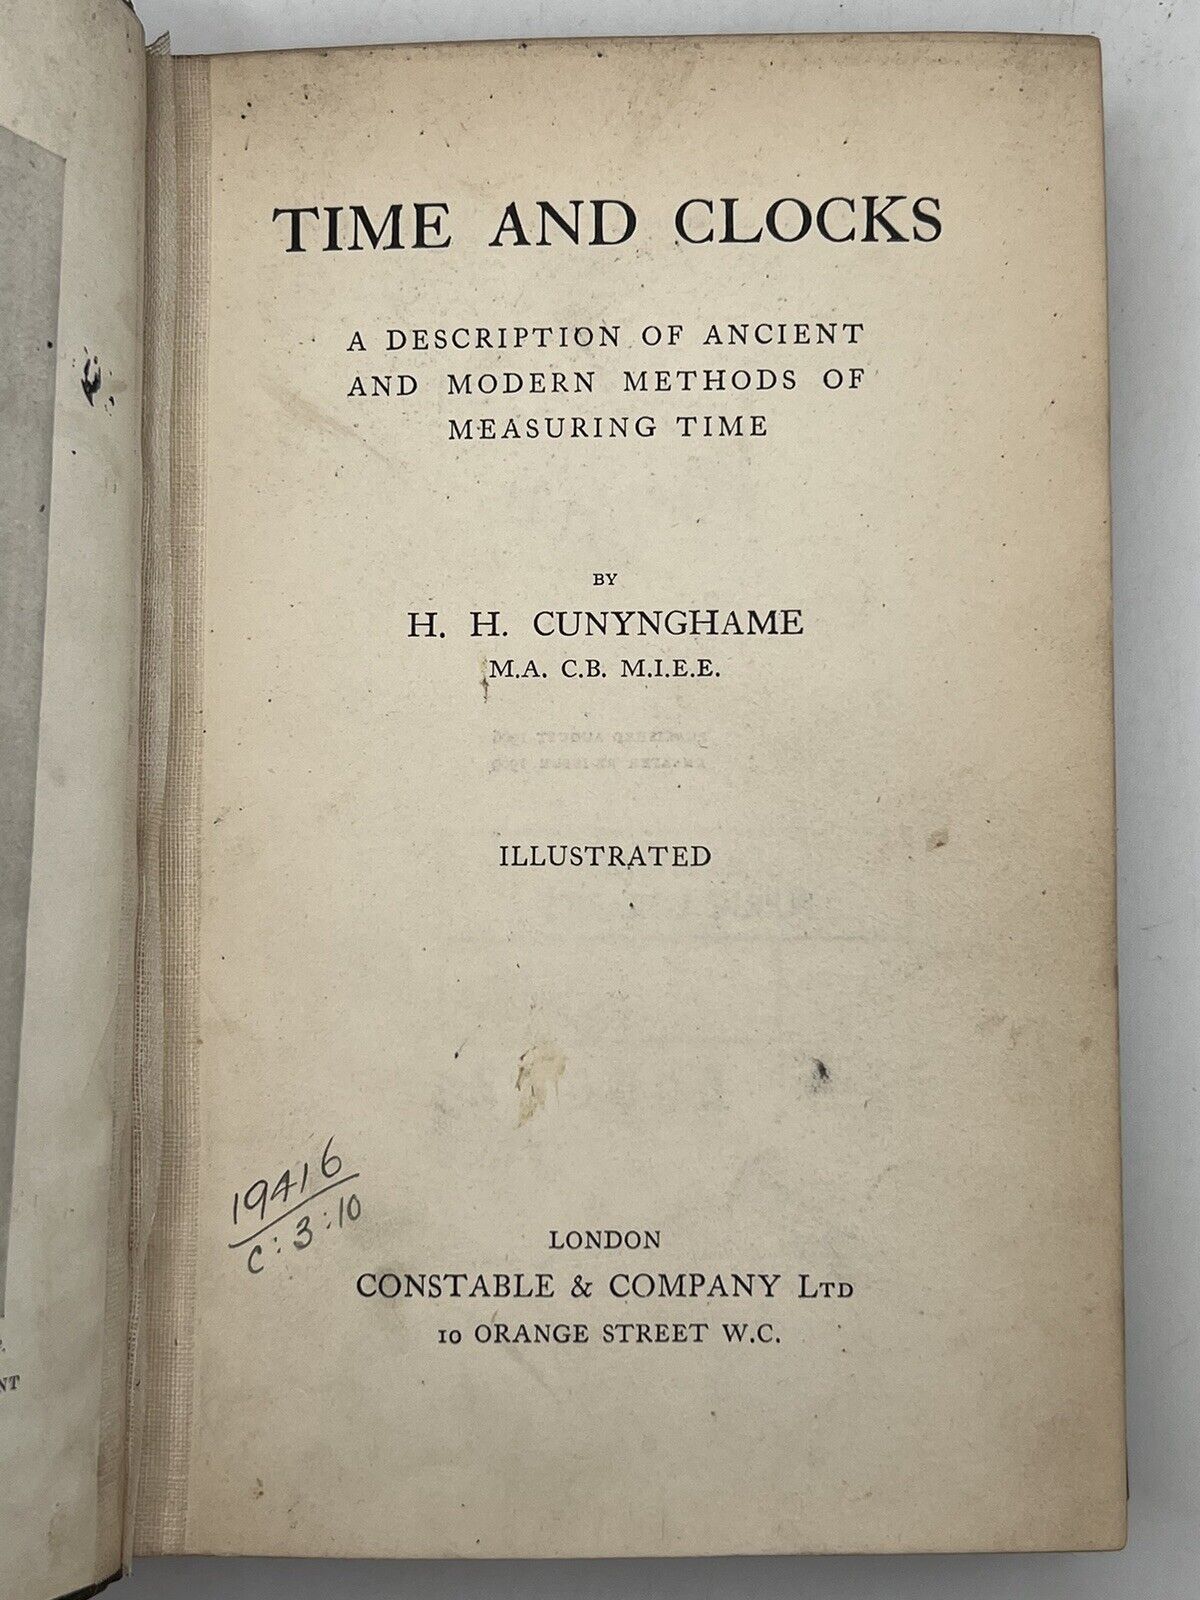 TIME AND CLOCKS
A DESCRIPTION OF ANCIENT
AND MODERN METHODS OF
MEASURING TIME
BY
H. H. CUNYNGHAME
M.A. C.B. M.I.E.E.
ILLUSTRATED
19416
C:3:10
LONDON
CONSTABLE & COMPANY LTD
10 ORANGE STREET W.C.